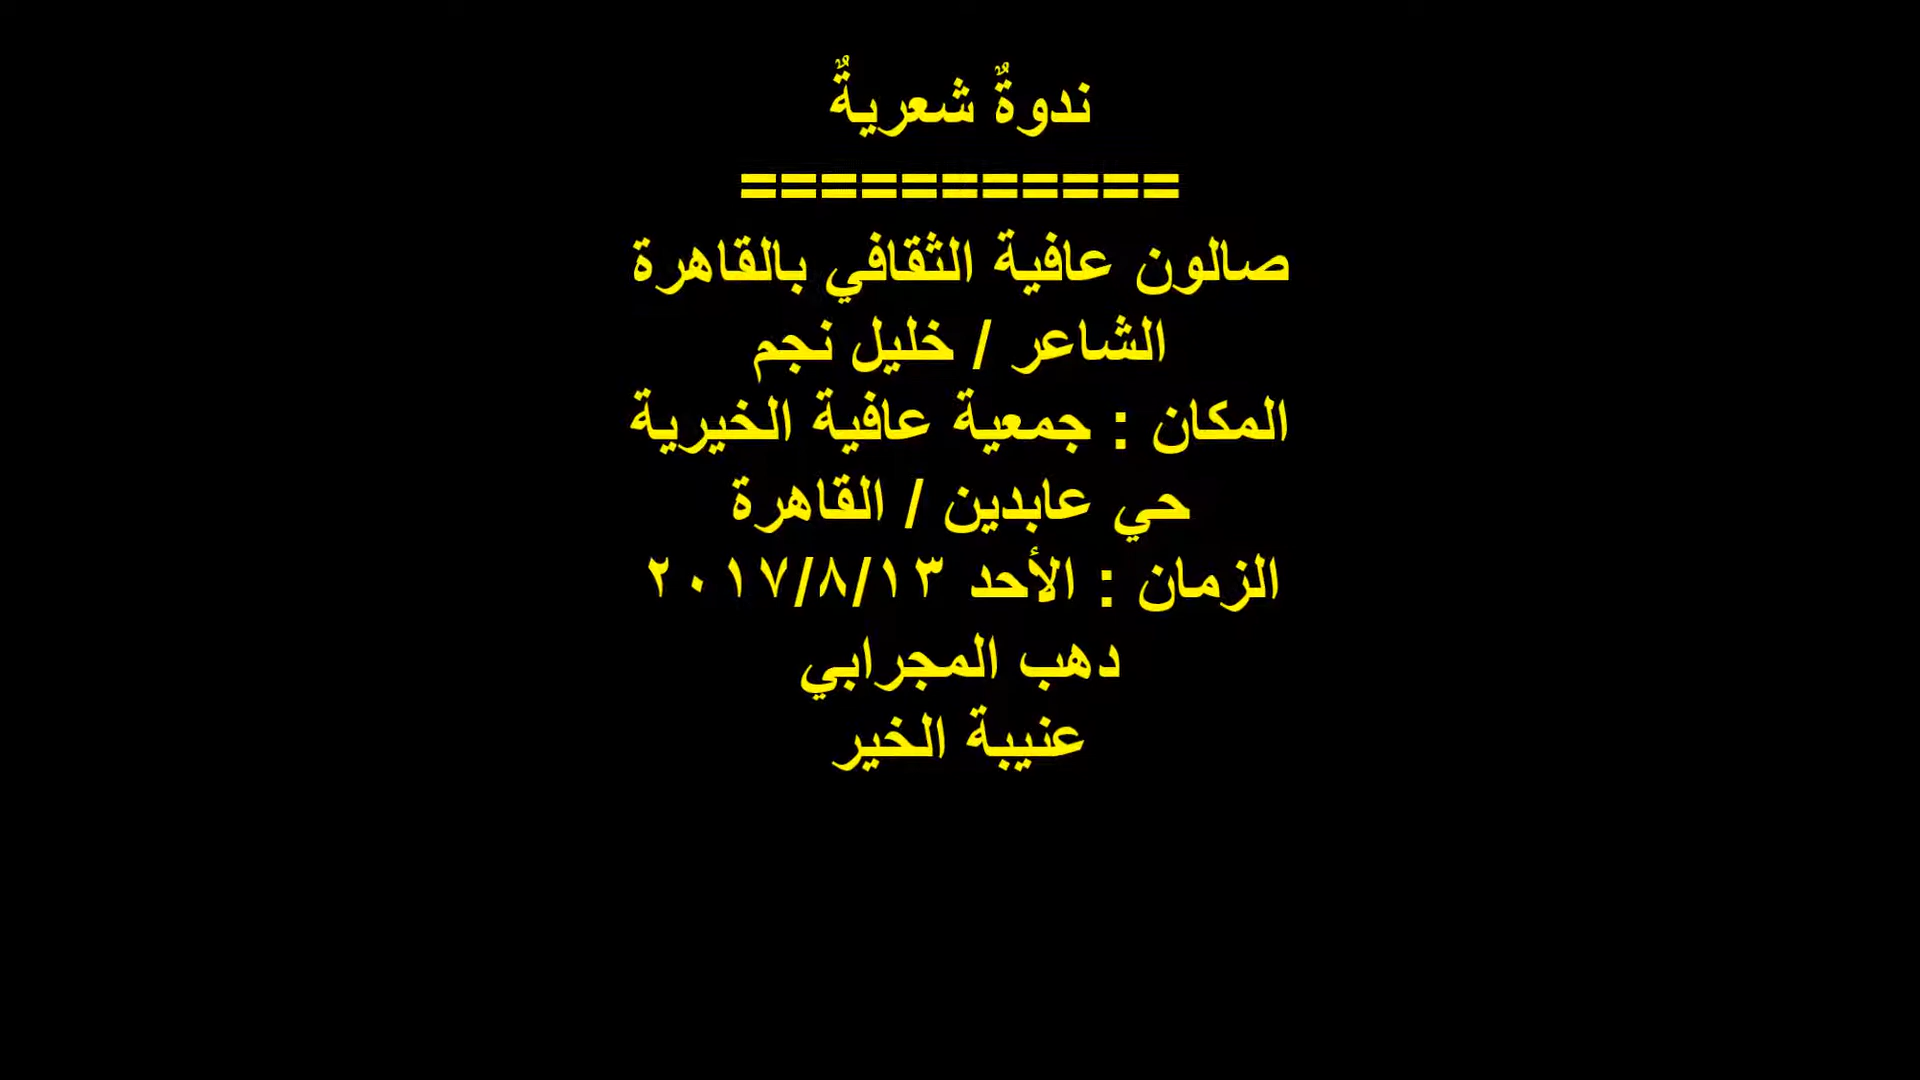 ندوةٌ شعريةٌ
===========
صالون عافية الثقافي بالقاهرة
الشاعر / خليل نجم
المكان : جمعية عافية الخيرية
حي عابدين / القاهرة
الزمان : الأحد ٢٠١٧/٨/١٣
دهب المجرابي
عنيبة الخير